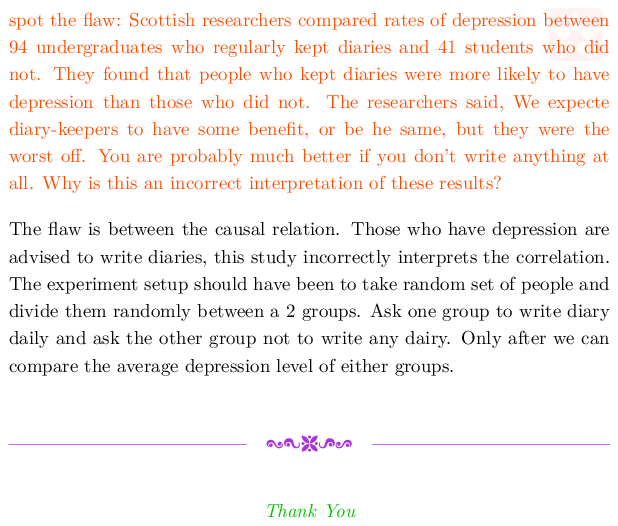 spot the flaw: Scottish researchers compared rates of depression between
94 undergraduates who regularly kept diaries and 41 students who did
not. They found that people who kept diaries were more likely to have
depression than those who did not. The researchers said, We expecte
diary-keepers to have some benefit, or be he same, but they were the
worst off. You are probably much better if you don't write anything at
all. Why is this an incorrect interpretation of these results?
The flaw is between the causal relation. Those who have depression are
advised to write diaries, this study incorrectly interprets the correlation.
The experiment setup should have been to take random set of people and
divide them randomly between a 2 groups. Ask one group to write diary
daily and ask the other group not to write any dairy. Only after we can
compare the average depression level of either groups.
Thank You